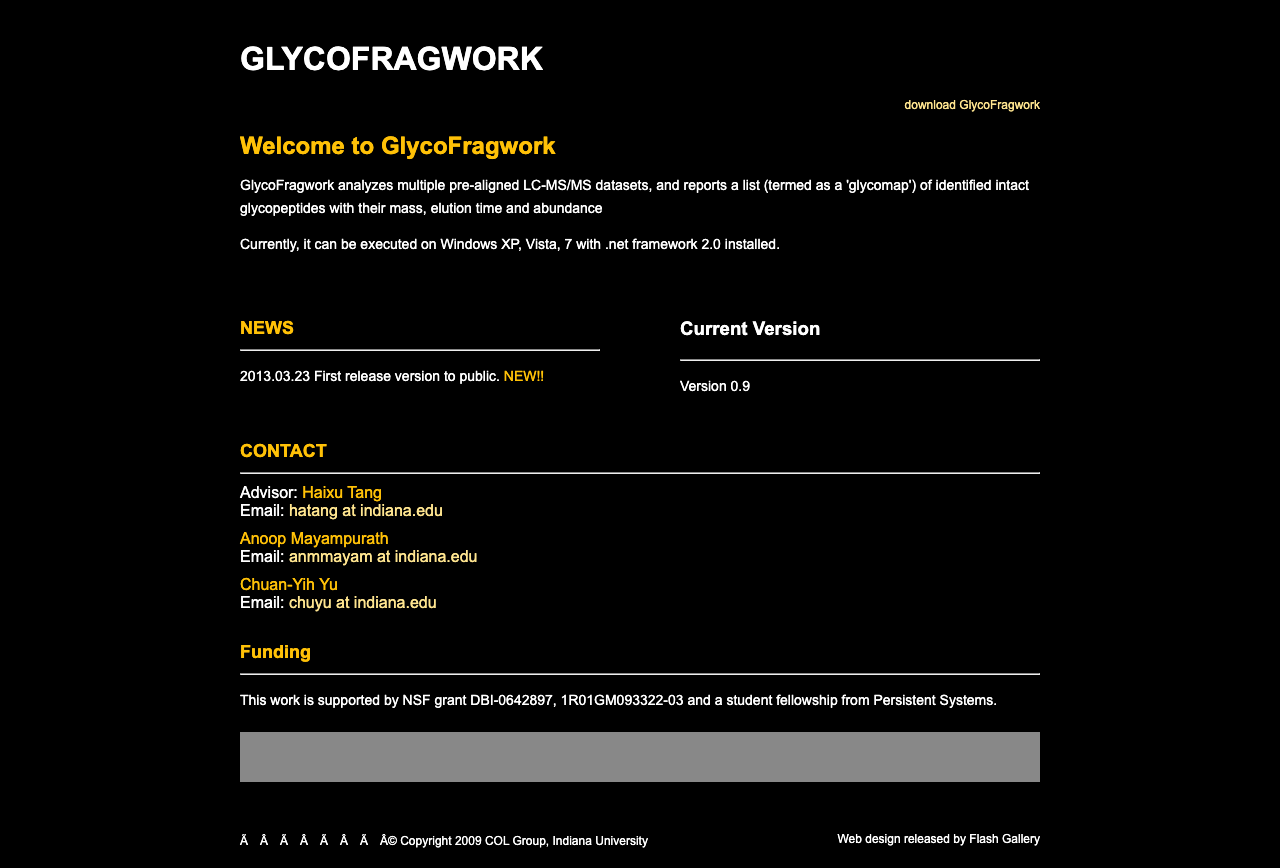 GLYCOFRAGWORK
download GlycoFragwork
Welcome to GlycoFragwork
GlycoFragwork analyzes multiple pre-aligned LC-MS/MS datasets, and reports a list (termed as a 'glycomap') of identified intact
glycopeptides with their mass, elution time and abundance
Currently, it can be executed on Windows XP, Vista, 7 with .net framework 2.0 installed.
NEWS
2013.03.23 First release version to public. NEW!!
Current Version
Version 0.9
CONTACT
Advisor: Haixu Tang
Email: hatang at indiana.edu
Anoop Mayampurath
Email: anmmayam at indiana.edu
Chuan-Yih Yu
Email: chuyu at indiana.edu
Funding
This work is supported by NSF grant DBI-0642897, 1R01GM093322-03 and a student fellowship from Persistent Systems.
Ã Â Ã Â Ã Â Ã Â© Copyright 2009 COL Group, Indiana University
Web design released by Flash Gallery